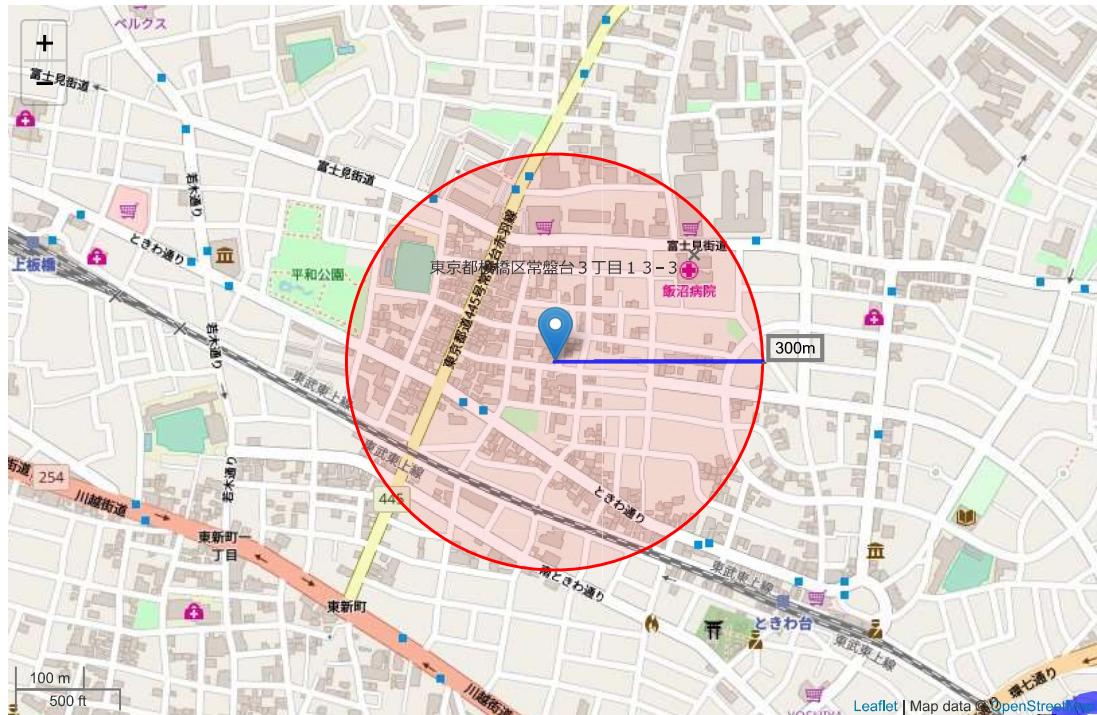 ベルクス
+
−
富士見街道
富士見街道
若木通り
東京都道445号常盤台赤羽線
ときわ通り
上板橋
平和公園
富士見街道
東京都板橋区常盤台3丁目13-3
飯沼病院
若木通り
300m
東武東上線
東武東上線
街道
254
川越街道
若木通り
445
ときわ通り
東新町一
丁目
東武東上線
南ときわ通り
東新町
ときわ台
東武東上線
100 m
500 ft
川越街道
環七通り
YOSHIYA
Leaflet | Map data © OpenStreetMap